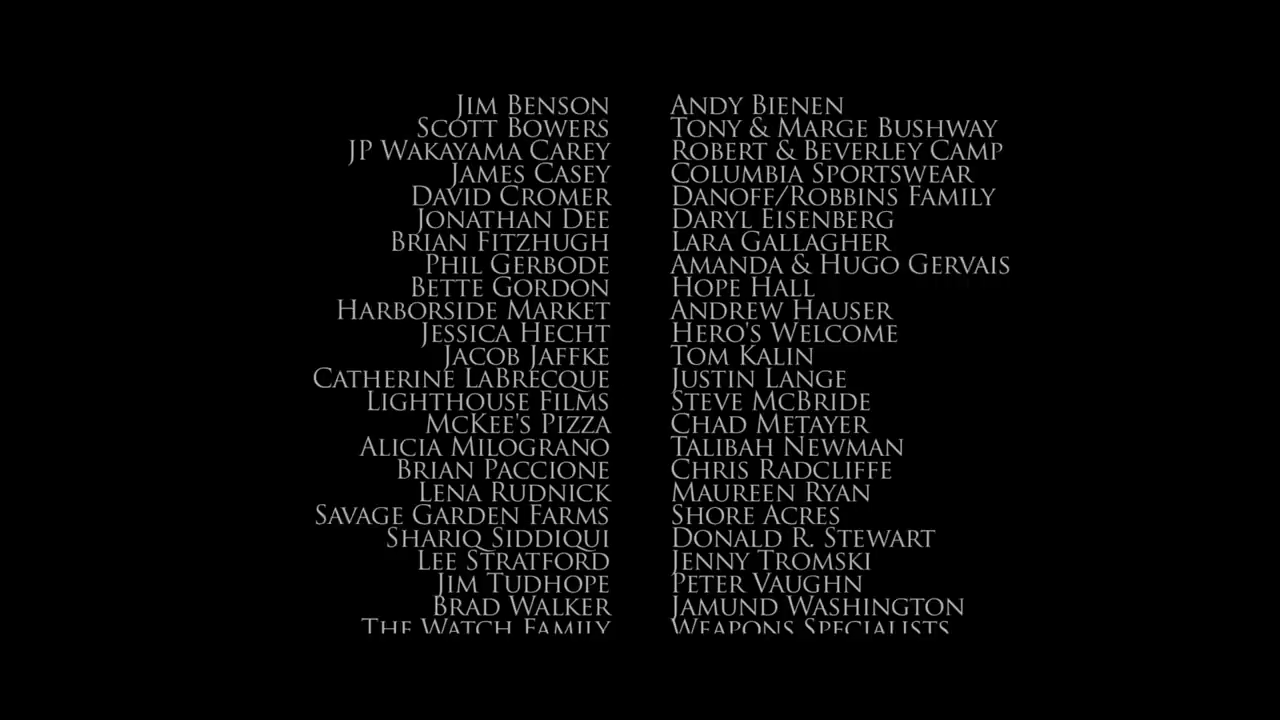 Jim Benson Andy Bienen
Scott Bowers Tony & Marge Bushway
JP Wakayama Carey Robert & Beverley Camp
James Casey Columbia Sportswear
David Cromer Danoff/Robbins Family
Jonathan Dee Daryl Eisenberg
Brian Fitzhugh Lara Gallagher
Phil Gerbode Amanda & Hugo Gervais
Bette Gordon Hope Hall
Harborside Market Andrew Hauser
Jessica Hecht Hero's Welcome
Jacob Jaffke Tom Kalin
Catherine LaBrecque Justin Lange
Lighthouse Films Steve McBride
McKee's Pizza Chad Metayer
Alicia Milograno Talibah Newman
Brian Paccione Chris Radcliffe
Lena Rudnick Maureen Ryan
Savage Garden Farms Shore Acres
Shariq Siddiqui Donald R. Stewart
Lee Stratford Jenny Tromski
Jim Tudhope Peter Vaughn
Brad Walker Jamund Washington
The Watch Family Weapons Specialists